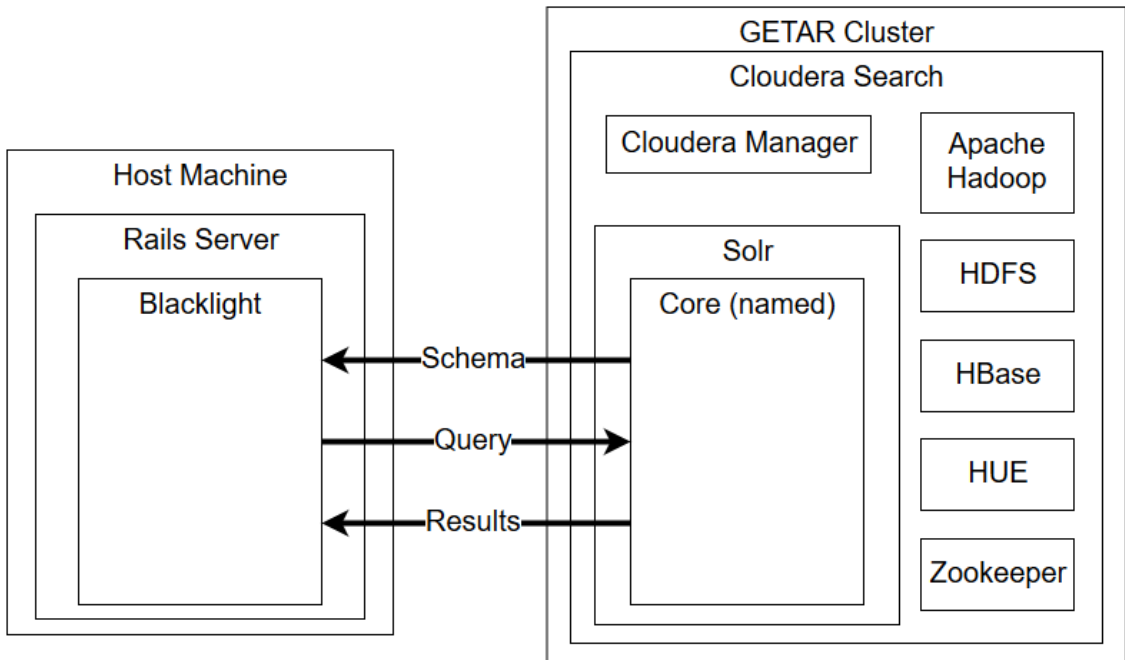 GETAR Cluster
Cloudera Search
Cloudera Manager
Apache
Hadoop
Host Machine
Rails Server
Blacklight
Solr
Core (named)
HDFS
Schema
HBase
Query
HUE
Results
Zookeeper